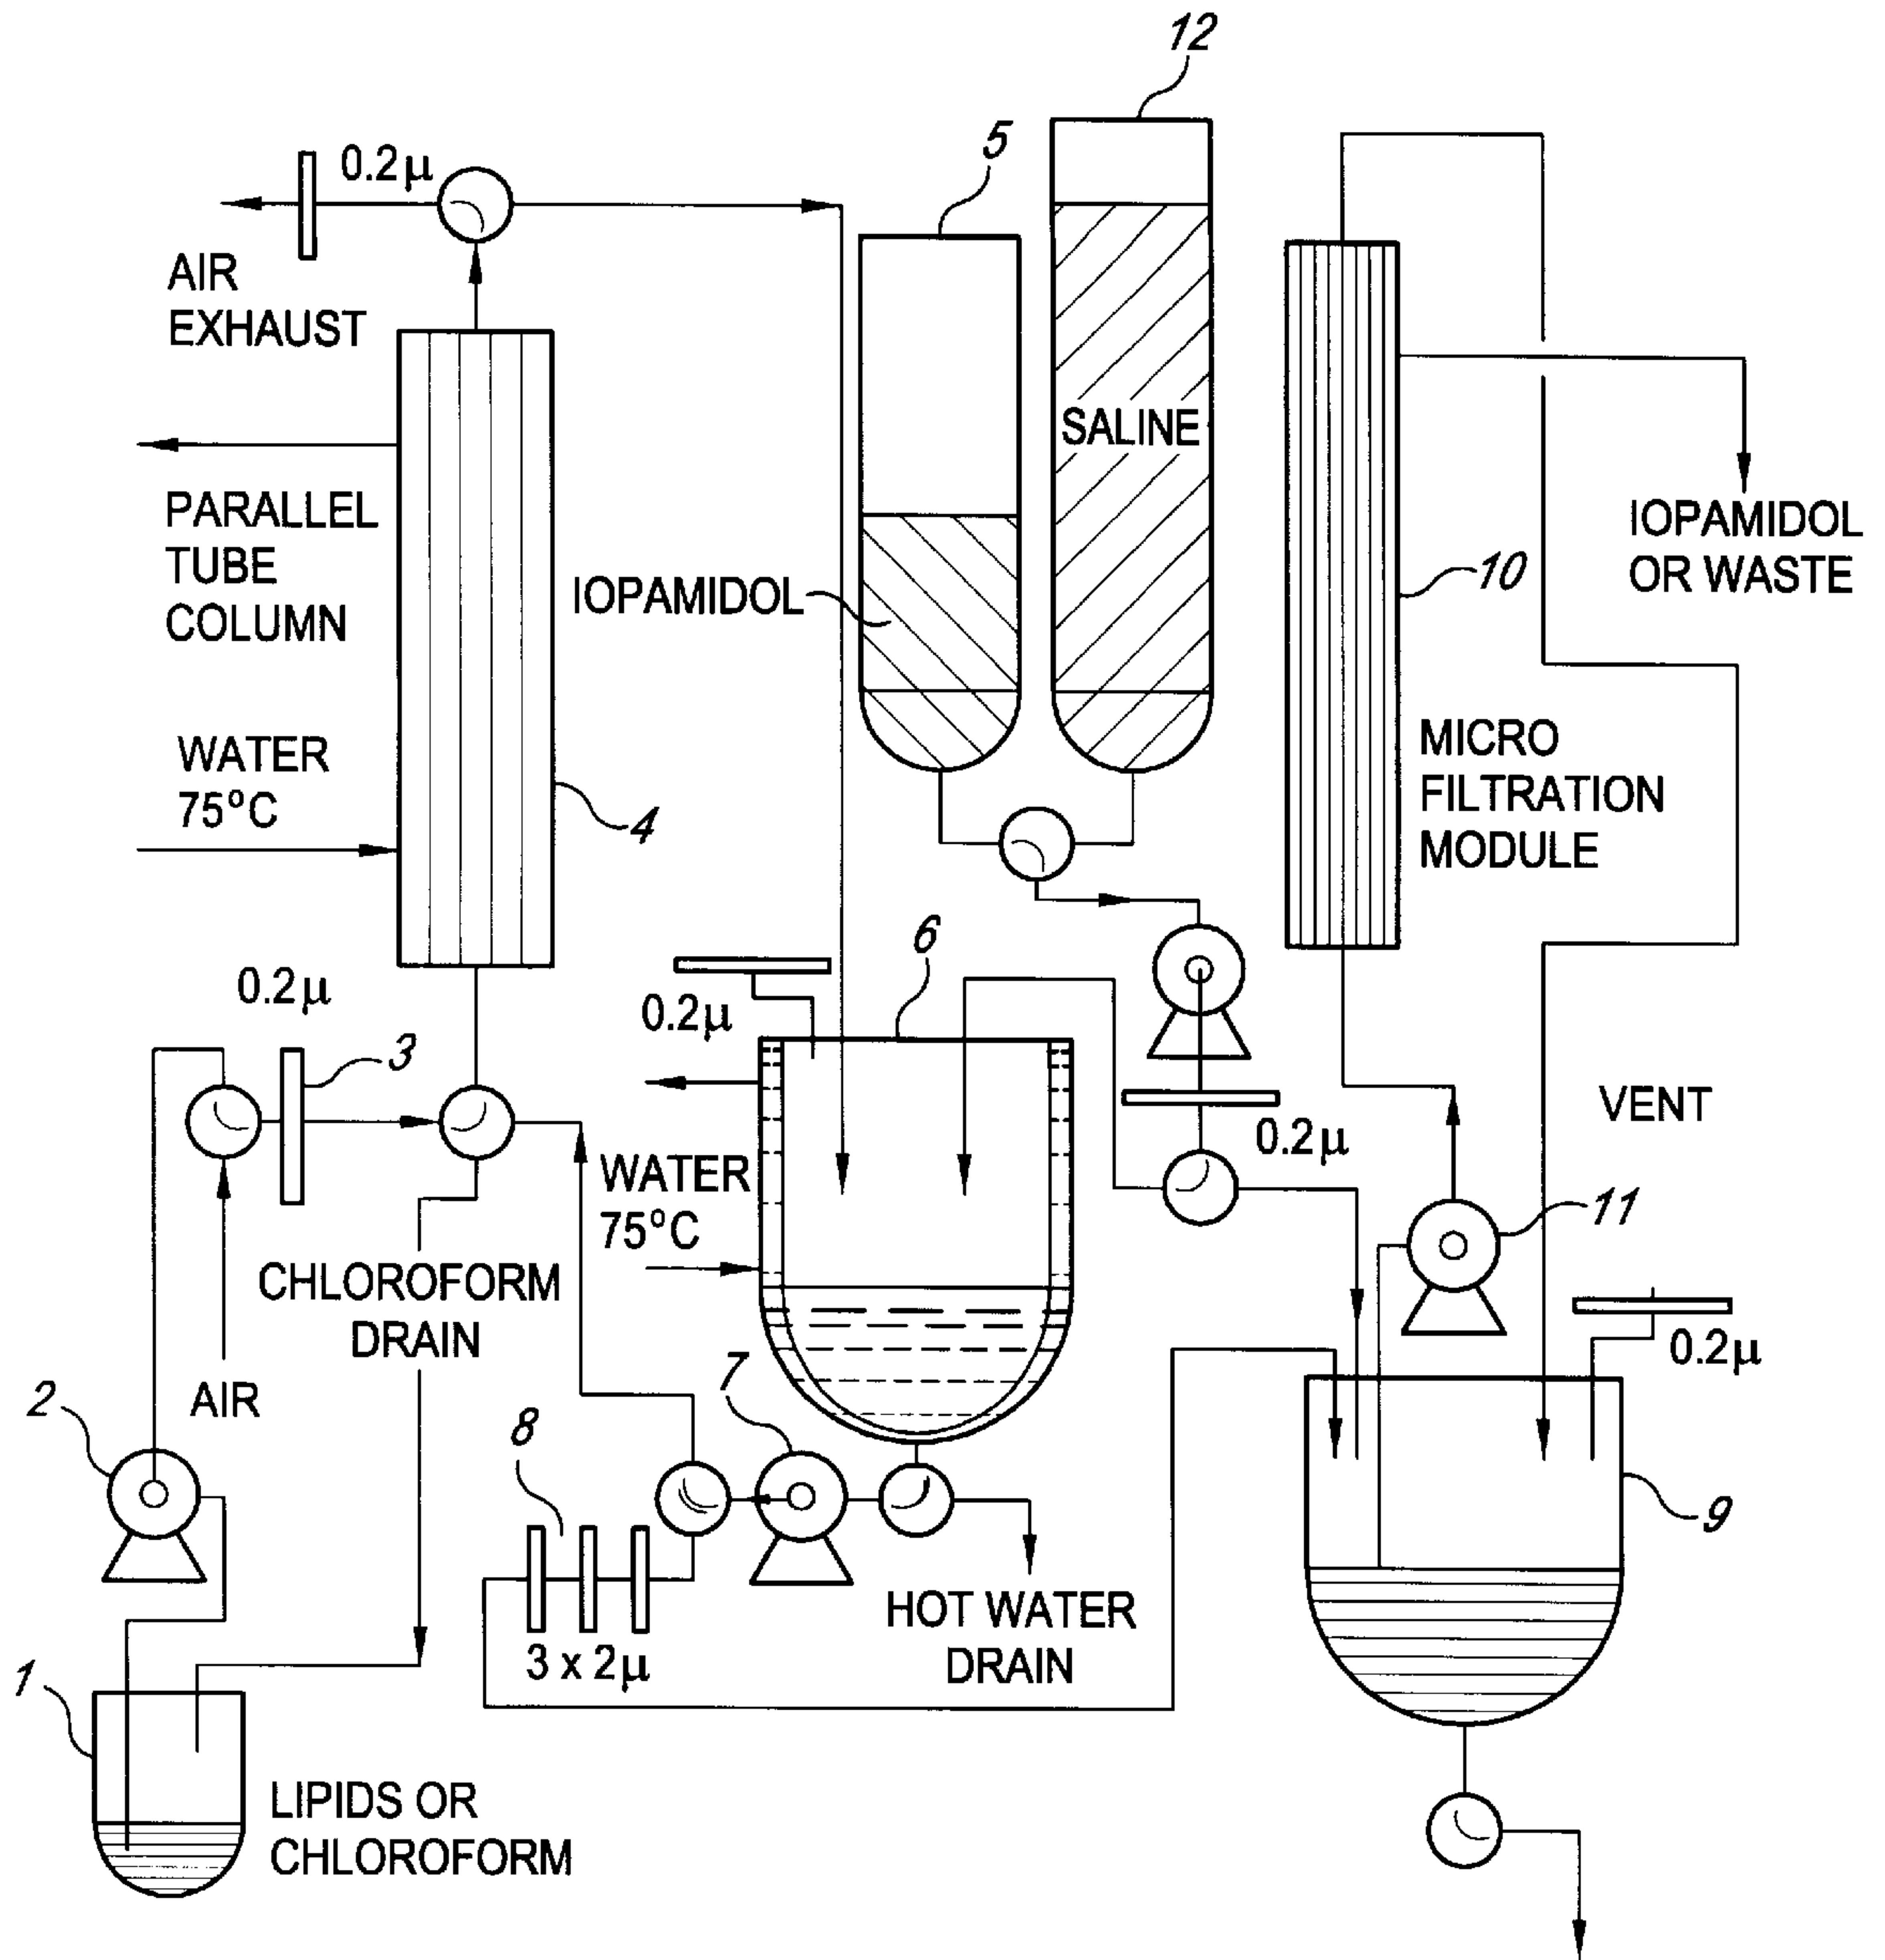 12
5
0.2μ
AIR
EXHAUST
SALINE
PARALLEL
TUBE
COLUMN
IOPAMIDOL
IOPAMIDOL
OR WASTE
10
WATER
75°C
4
MICRO
FILTRATION
MODULE
6
0.2μ
0.2μ
3
VENT
0.2μ
WATER
75°C
11
CHLOROFORM
DRAIN
0.2μ
AIR
2
7
8
9
HOT WATER
DRAIN
3 x 2μ
1
LIPIDS OR
CHLOROFORM